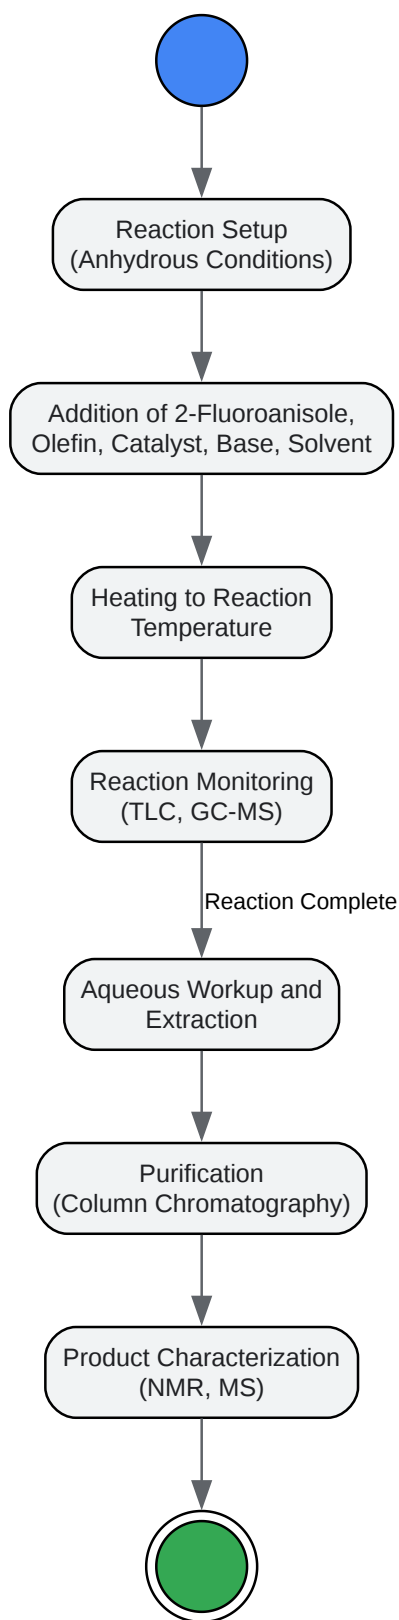 Reaction Setup
(Anhydrous Conditions)
Addition of 2-Fluoroanisole,
Olefin, Catalyst, Base, Solvent
Heating to Reaction
Temperature
Reaction Monitoring
(TLC, GC-MS)
Reaction Complete
Aqueous Workup and
Extraction
Purification
(Column Chromatography)
Product Characterization
(NMR, MS)